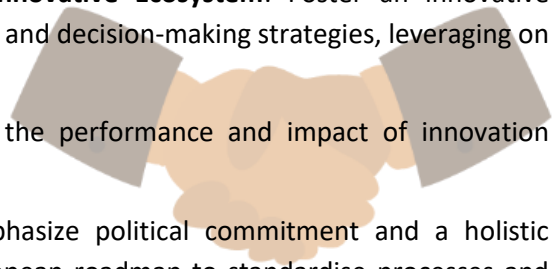 Innovative Ecosystem: Foster an innovative
and decision-making strategies, leveraging on
the performance and impact of innovation
phasize political commitment and a holistic
pean roadmap to standardise processes and